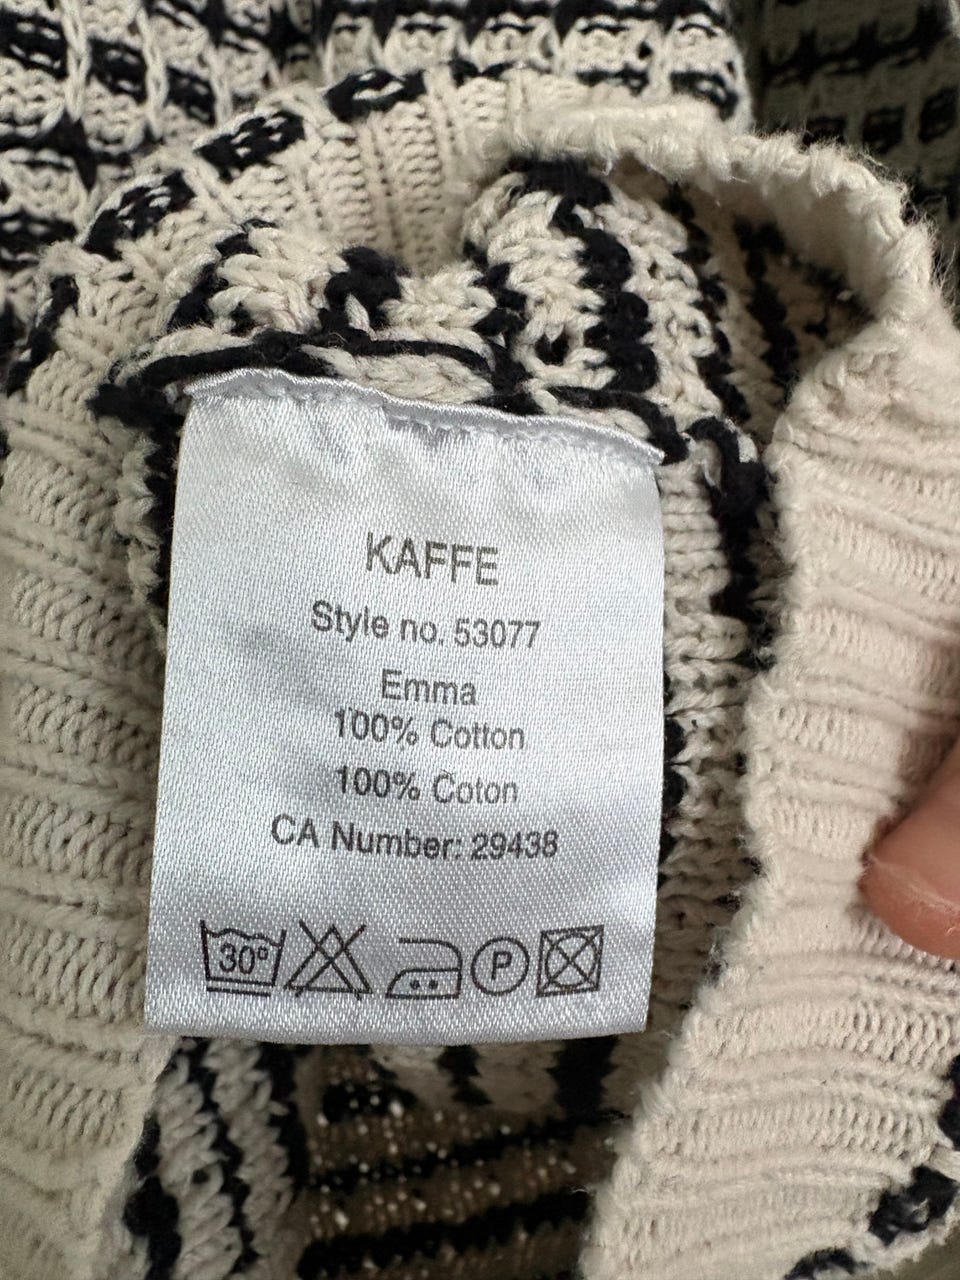 KAFFE
Style no. 53077
Emma
100% Cotton
100% Coton
CA Number: 29438
30° P